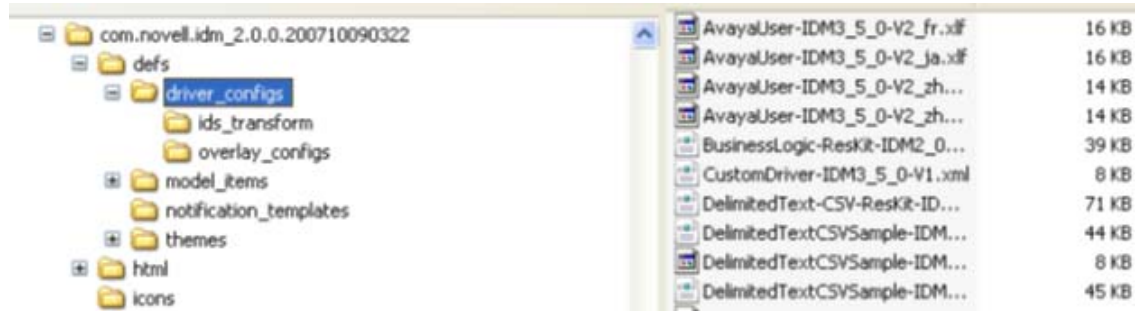 com.novell.idm_2.0.0.200710090322
defs
driver_configs
ids_transform
overlay_configs
model_items
notification_templates
themes
html
icons
AvayaUser-IDM3_5_0-V2_fr.xlf 16 KB
AvayaUser-IDM3_5_0-V2_ja.xlf 16 KB
AvayaUser-IDM3_5_0-V2_zh... 14 KB
AvayaUser-IDM3_5_0-V2_zh... 14 KB
BusinessLogic-ResKit-IDM2_0... 39 KB
CustomDriver-IDM3_5_0-V1.xml 8 KB
DelimitedText-CSV-ResKit-ID... 71 KB
DelimitedTextCSVSample-IDM... 44 KB
DelimitedTextCSVSample-IDM... 8 KB
DelimitedTextCSVSample-IDM... 45 KB